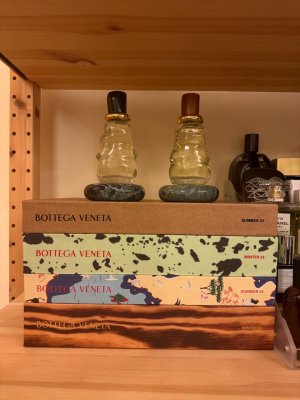 BOTTEGA VENETA SUMMER 23
BOTTEGA VENETA WINTER 23
BOTTEGA VENETA SUMMER 24
BOTTEGA VENETA